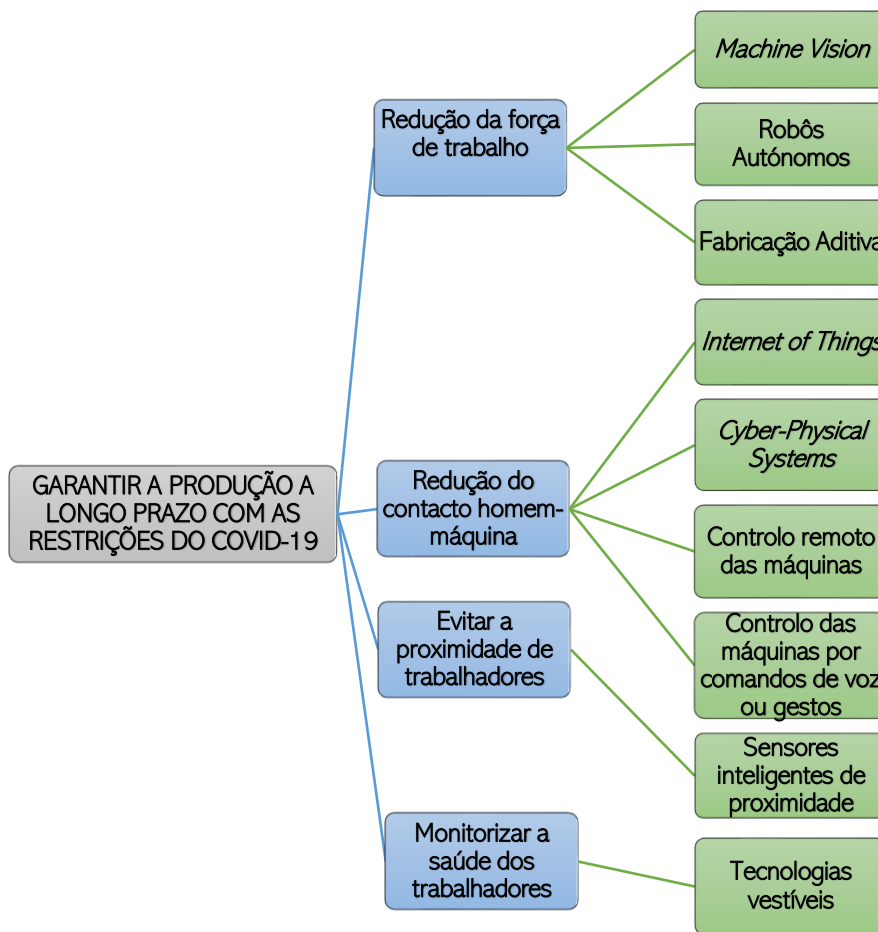 GARANTIR A PRODUÇÃO A
LONGO PRAZO COM AS
RESTRIÇÕES DO COVID-19
Redução da força
de trabalho
Machine Vision
Robôs
Autónomos
Fabricação Aditiva
Redução do
contacto homem-
máquina
Internet of Things
Cyber-Physical
Systems
Controlo remoto
das máquinas
Controlo das
máquinas por
comandos de voz
ou gestos
Evitar a
proximidade de
trabalhadores
Sensores
inteligentes de
proximidade
Monitorizar a
saúde dos
trabalhadores
Tecnologias
vestíveis